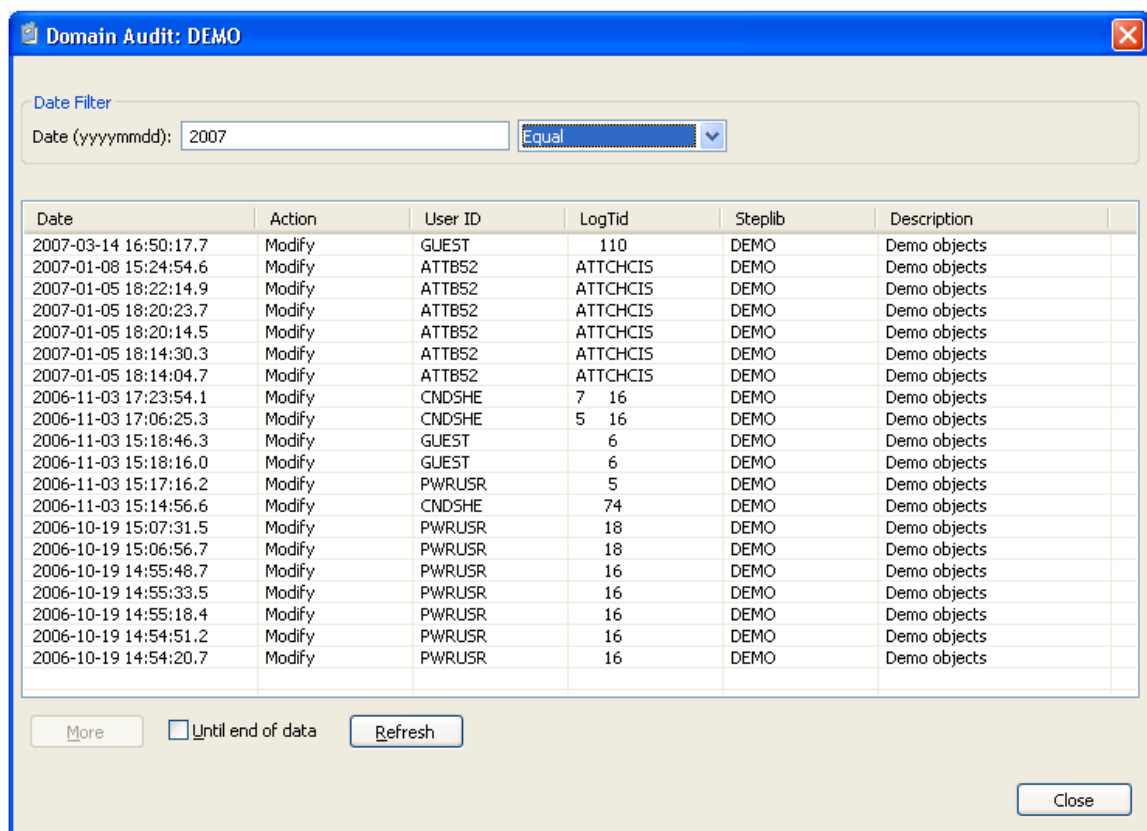 Domain Audit: DEMO
Date Filter
Date (yyyymmdd): 2007 Equal
Date Action User ID LogTid Steplib Description
2007-03-14 16:50:17.7 Modify GUEST 110 DEMO Demo objects
2007-01-08 15:24:54.6 Modify ATTB52 ATTCHCIS DEMO Demo objects
2007-01-05 18:22:14.9 Modify ATTB52 ATTCHCIS DEMO Demo objects
2007-01-05 18:20:23.7 Modify ATTB52 ATTCHCIS DEMO Demo objects
2007-01-05 18:20:14.5 Modify ATTB52 ATTCHCIS DEMO Demo objects
2007-01-05 18:14:30.3 Modify ATTB52 ATTCHCIS DEMO Demo objects
2007-01-05 18:14:04.7 Modify ATTB52 ATTCHCIS DEMO Demo objects
2006-11-03 17:23:54.1 Modify CNDSHE 7 16 DEMO Demo objects
2006-11-03 17:06:25.3 Modify CNDSHE 5 16 DEMO Demo objects
2006-11-03 15:18:46.3 Modify GUEST 6 DEMO Demo objects
2006-11-03 15:18:16.0 Modify GUEST 6 DEMO Demo objects
2006-11-03 15:17:16.2 Modify PWRUSR 5 DEMO Demo objects
2006-11-03 15:14:56.6 Modify CNDSHE 74 DEMO Demo objects
2006-10-19 15:07:31.5 Modify PWRUSR 18 DEMO Demo objects
2006-10-19 15:06:56.7 Modify PWRUSR 18 DEMO Demo objects
2006-10-19 14:55:48.7 Modify PWRUSR 16 DEMO Demo objects
2006-10-19 14:55:33.5 Modify PWRUSR 16 DEMO Demo objects
2006-10-19 14:55:18.4 Modify PWRUSR 16 DEMO Demo objects
2006-10-19 14:54:51.2 Modify PWRUSR 16 DEMO Demo objects
2006-10-19 14:54:20.7 Modify PWRUSR 16 DEMO Demo objects
More Until end of data Refresh
Close